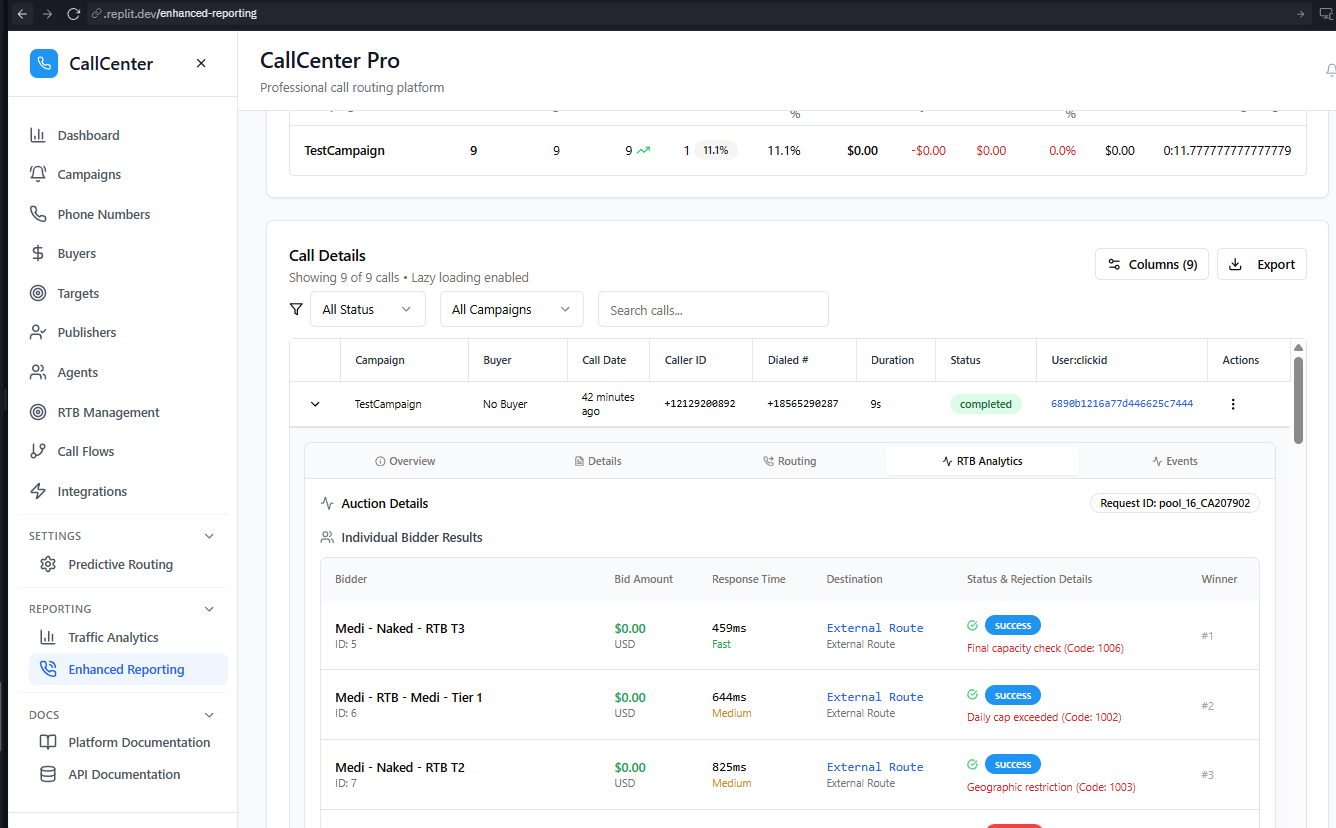 .replit.dev/enhanced-reporting
CallCenter
CallCenter Pro
Professional call routing platform
Dashboard
Campaigns
Phone Numbers
Buyers
Targets
Publishers
Agents
RTB Management
Call Flows
Integrations
SETTINGS
Predictive Routing
REPORTING
Traffic Analytics
Enhanced Reporting
DOCS
Platform Documentation
API Documentation
% %
TestCampaign 9 9 9 1 11.1% 11.1% $0.00 -$0.00 $0.00 0.0% $0.00 0:11.777777777777779
Call Details
Showing 9 of 9 calls • Lazy loading enabled
Columns (9) Export
All Status All Campaigns Search calls...
Campaign Buyer Call Date Caller ID Dialed # Duration Status User:clickid Actions
TestCampaign No Buyer 42 minutes ago +12129200892 +18565290287 9s completed 6890b1216a77d446625c7444
Overview Details Routing RTB Analytics Events
Auction Details Request ID: pool_16_CA207902
Individual Bidder Results
Bidder Bid Amount Response Time Destination Status & Rejection Details Winner
Medi - Naked - RTB T3 $0.00 459ms External Route success #1
ID: 5 USD Fast External Route Final capacity check (Code: 1006)
Medi - RTB - Medi - Tier 1 $0.00 644ms External Route success #2
ID: 6 USD Medium External Route Daily cap exceeded (Code: 1002)
Medi - Naked - RTB T2 $0.00 825ms External Route success #3
ID: 7 USD Medium External Route Geographic restriction (Code: 1003)